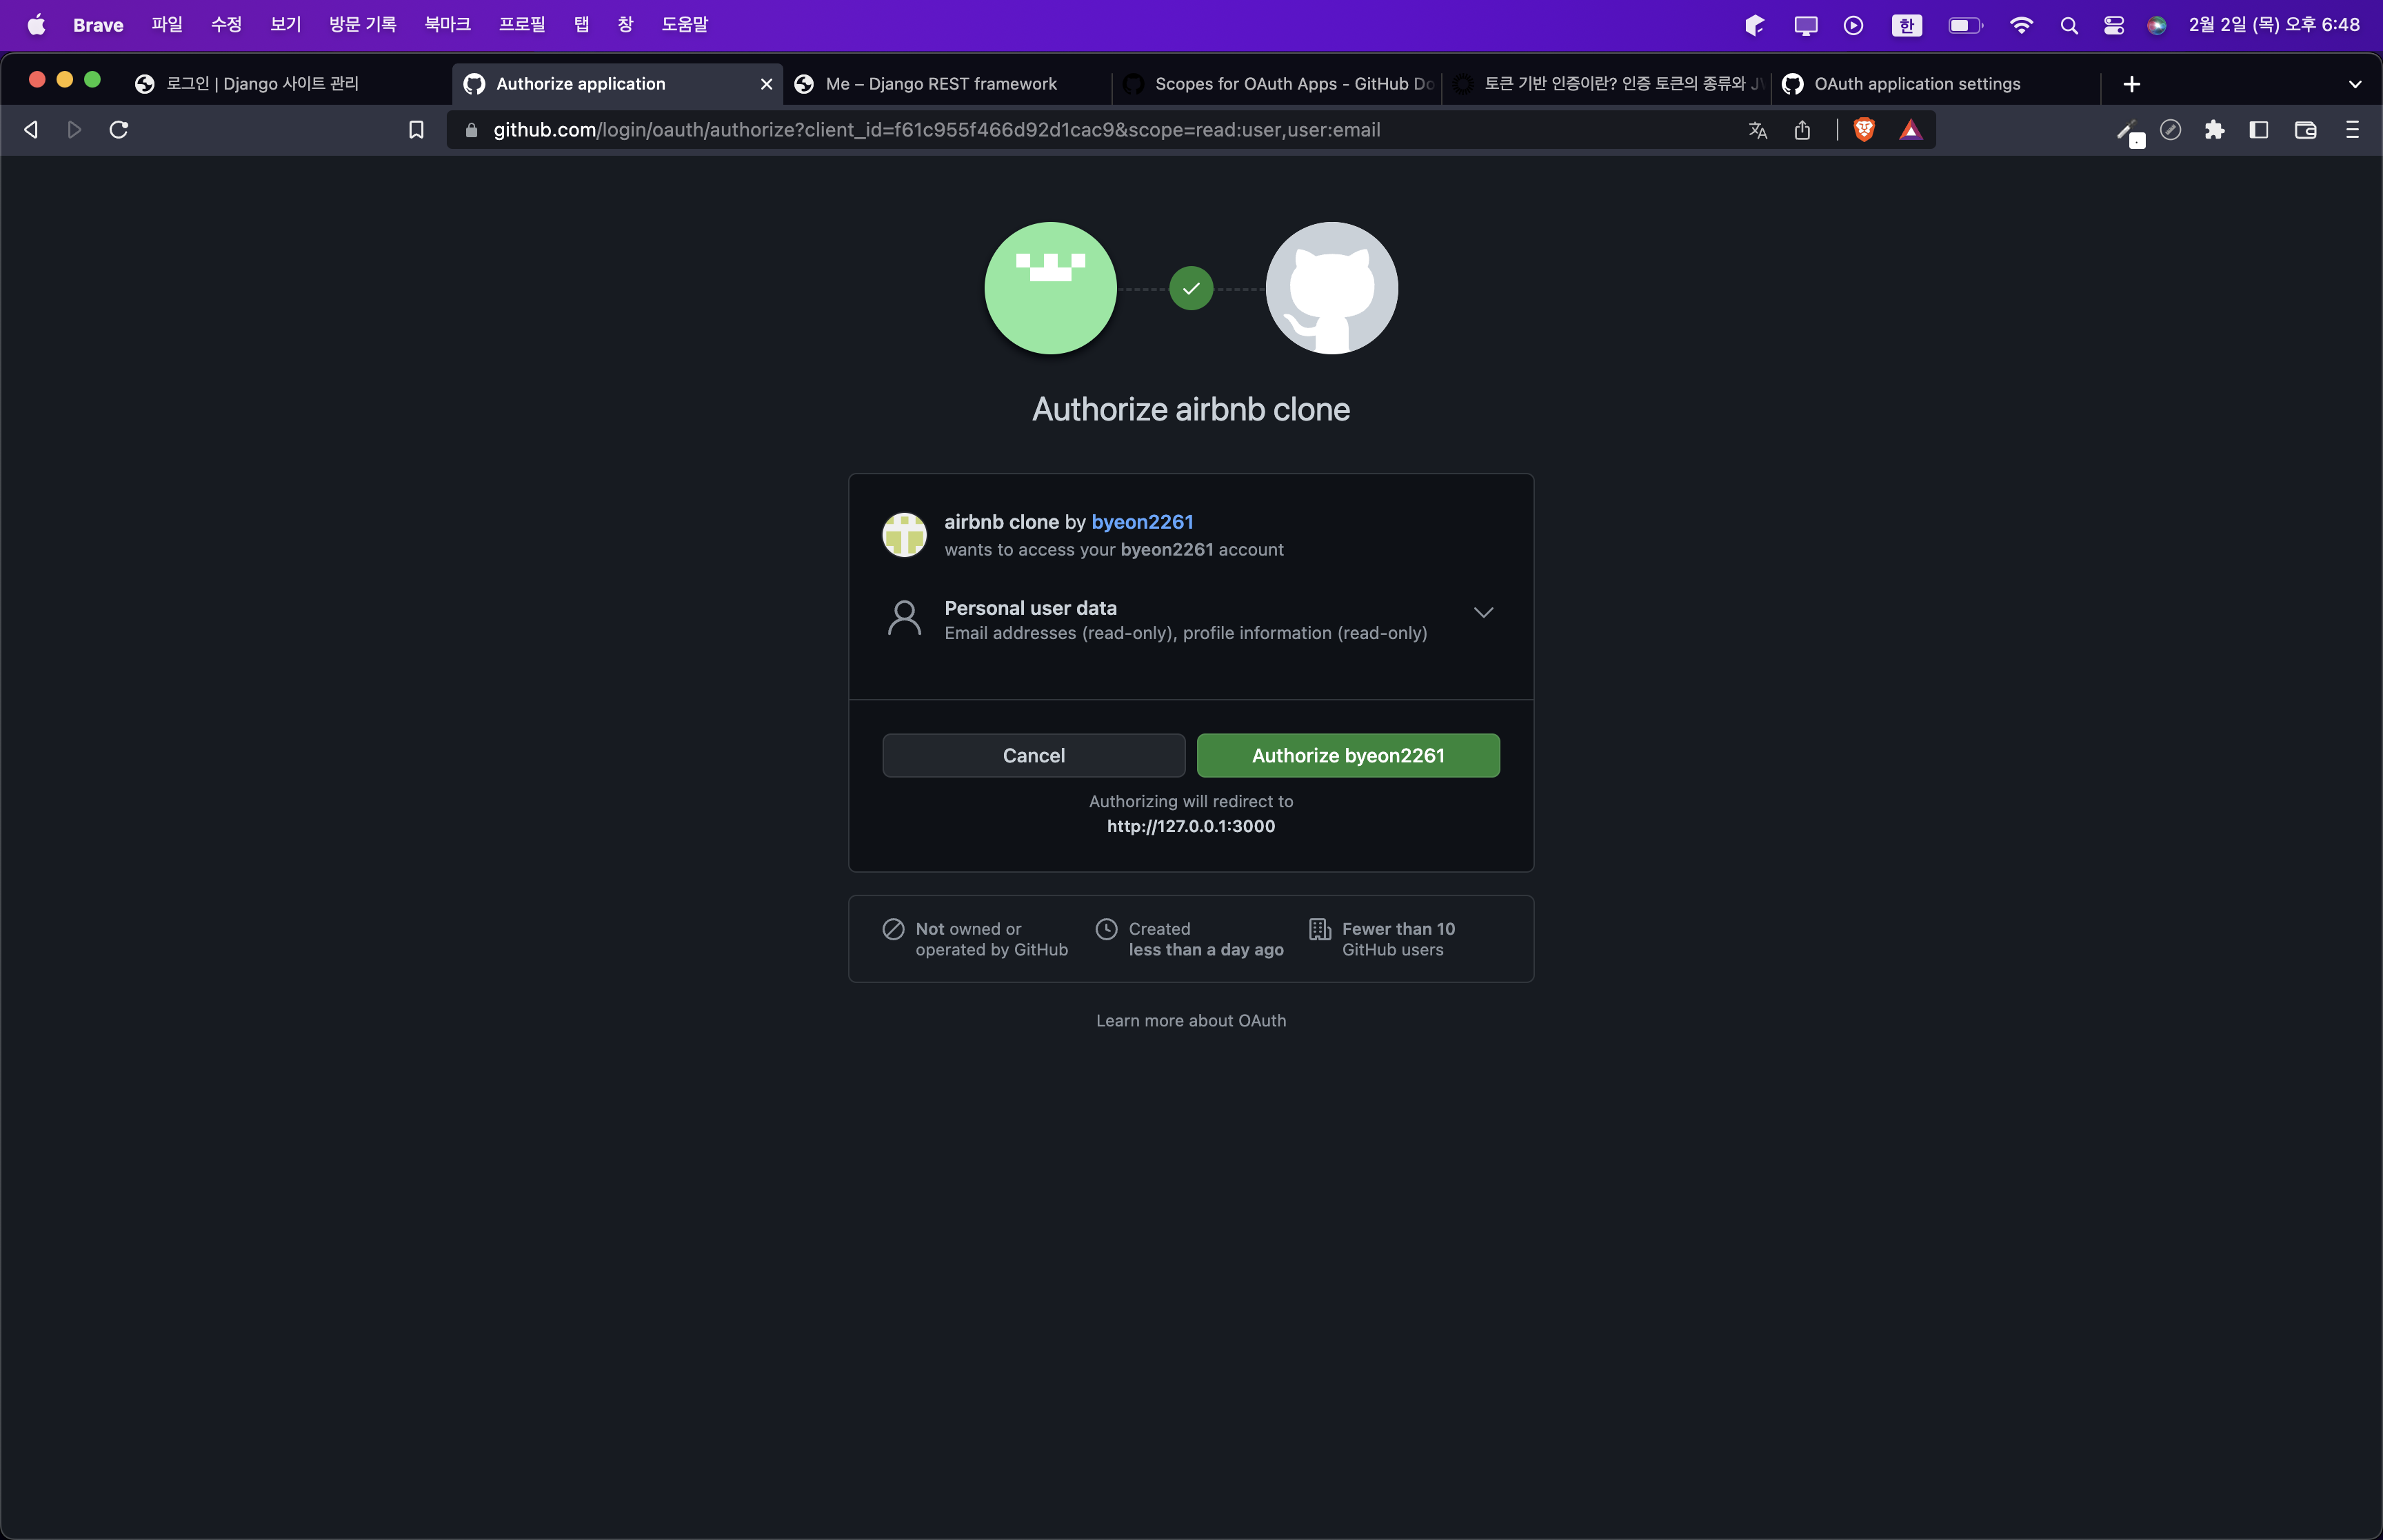 Brave 파일 수정 보기 방문 기록 북마크 프로필 탭 창 도움말 한 2월 2일 (목) 오후 6:48
로그인 | Django 사이트 관리 Authorize application Me – Django REST framework Scopes for OAuth Apps - GitHub Do 토큰 기반 인증이란? 인증 토큰의 종류와 J OAuth application settings
github.com/login/oauth/authorize?client_id=f61c955f466d92d1cac9&scope=read:user,user:email
Authorize airbnb clone
airbnb clone by byeon2261
wants to access your byeon2261 account
Personal user data
Email addresses (read-only), profile information (read-only)
Cancel Authorize byeon2261
Authorizing will redirect to
http://127.0.0.1:3000
Not owned or
operated by GitHub
Created
less than a day ago
Fewer than 10
GitHub users
Learn more about OAuth